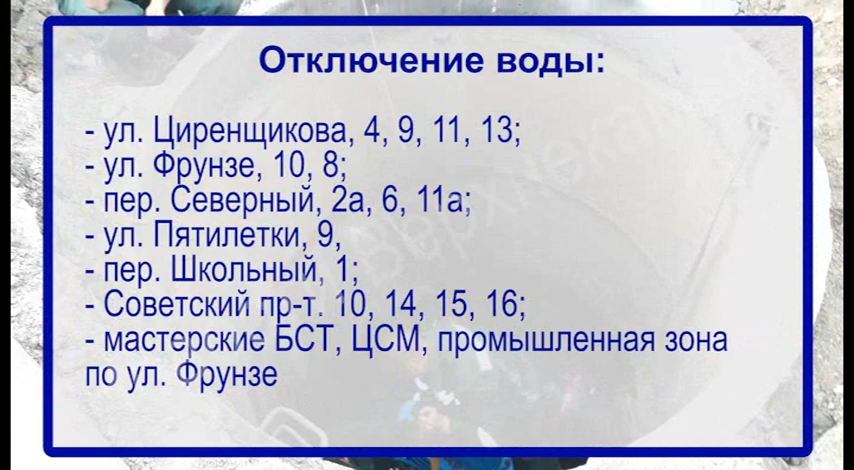 Отключение воды:
- ул. Циренщикова, 4, 9, 11, 13;
- ул. Фрунзе, 10, 8;
- пер. Северный, 2а, 6, 11а;
- ул. Пятилетки, 9,
- пер. Школьный, 1;
- Советский пр-т. 10, 14, 15, 16;
- мастерские БСТ, ЦСМ, промышленная зона
по ул. Фрунзе